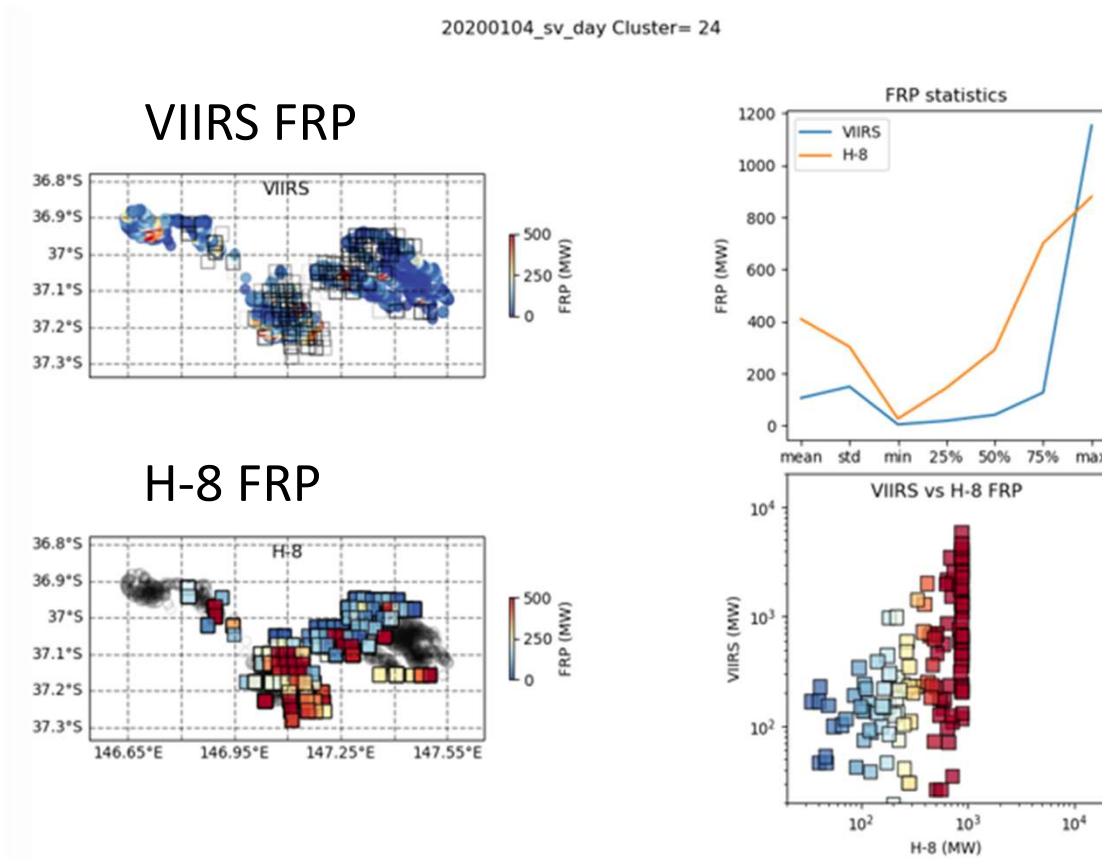 20200104_sv_day Cluster= 24
VIIRS FRP
VIIRS
36.8°S
36.9°S
37°S
37.1°S
37.2°S
37.3°S
500
250
0
FRP (MW)
FRP statistics
VIIRS
H-8
1200
1000
800
600
400
200
0
FRP (MW)
mean std min 25% 50% 75% max
H-8 FRP
H-8
36.8°S
36.9°S
37°S
37.1°S
37.2°S
37.3°S
146.65°E 146.95°E 147.25°E 147.55°E
500
250
0
FRP (MW)
VIIRS vs H-8 FRP
10⁴
10³
10²
VIIRS (MW)
10² 10³ 10⁴
H-8 (MW)